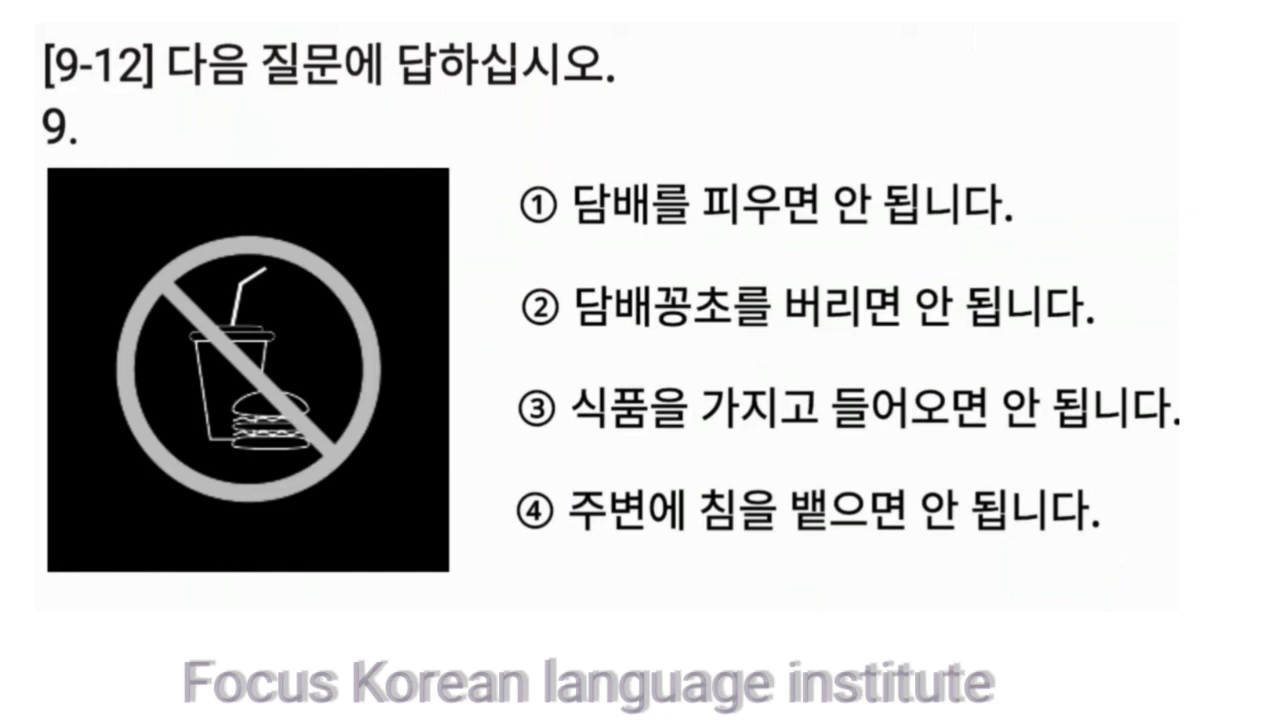 [9-12] 다음 질문에 답하십시오.
9.
① 담배를 피우면 안 됩니다.
② 담배꽁초를 버리면 안 됩니다.
③ 식품을 가지고 들어오면 안 됩니다.
④ 주변에 침을 뱉으면 안 됩니다.
Focus Korean language institute